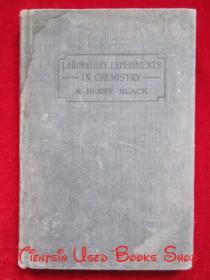 LABORATORY EXPERIMENTS
IN CHEMISTRY
N. HENRY BLACK
Tientsin Used Books Shop